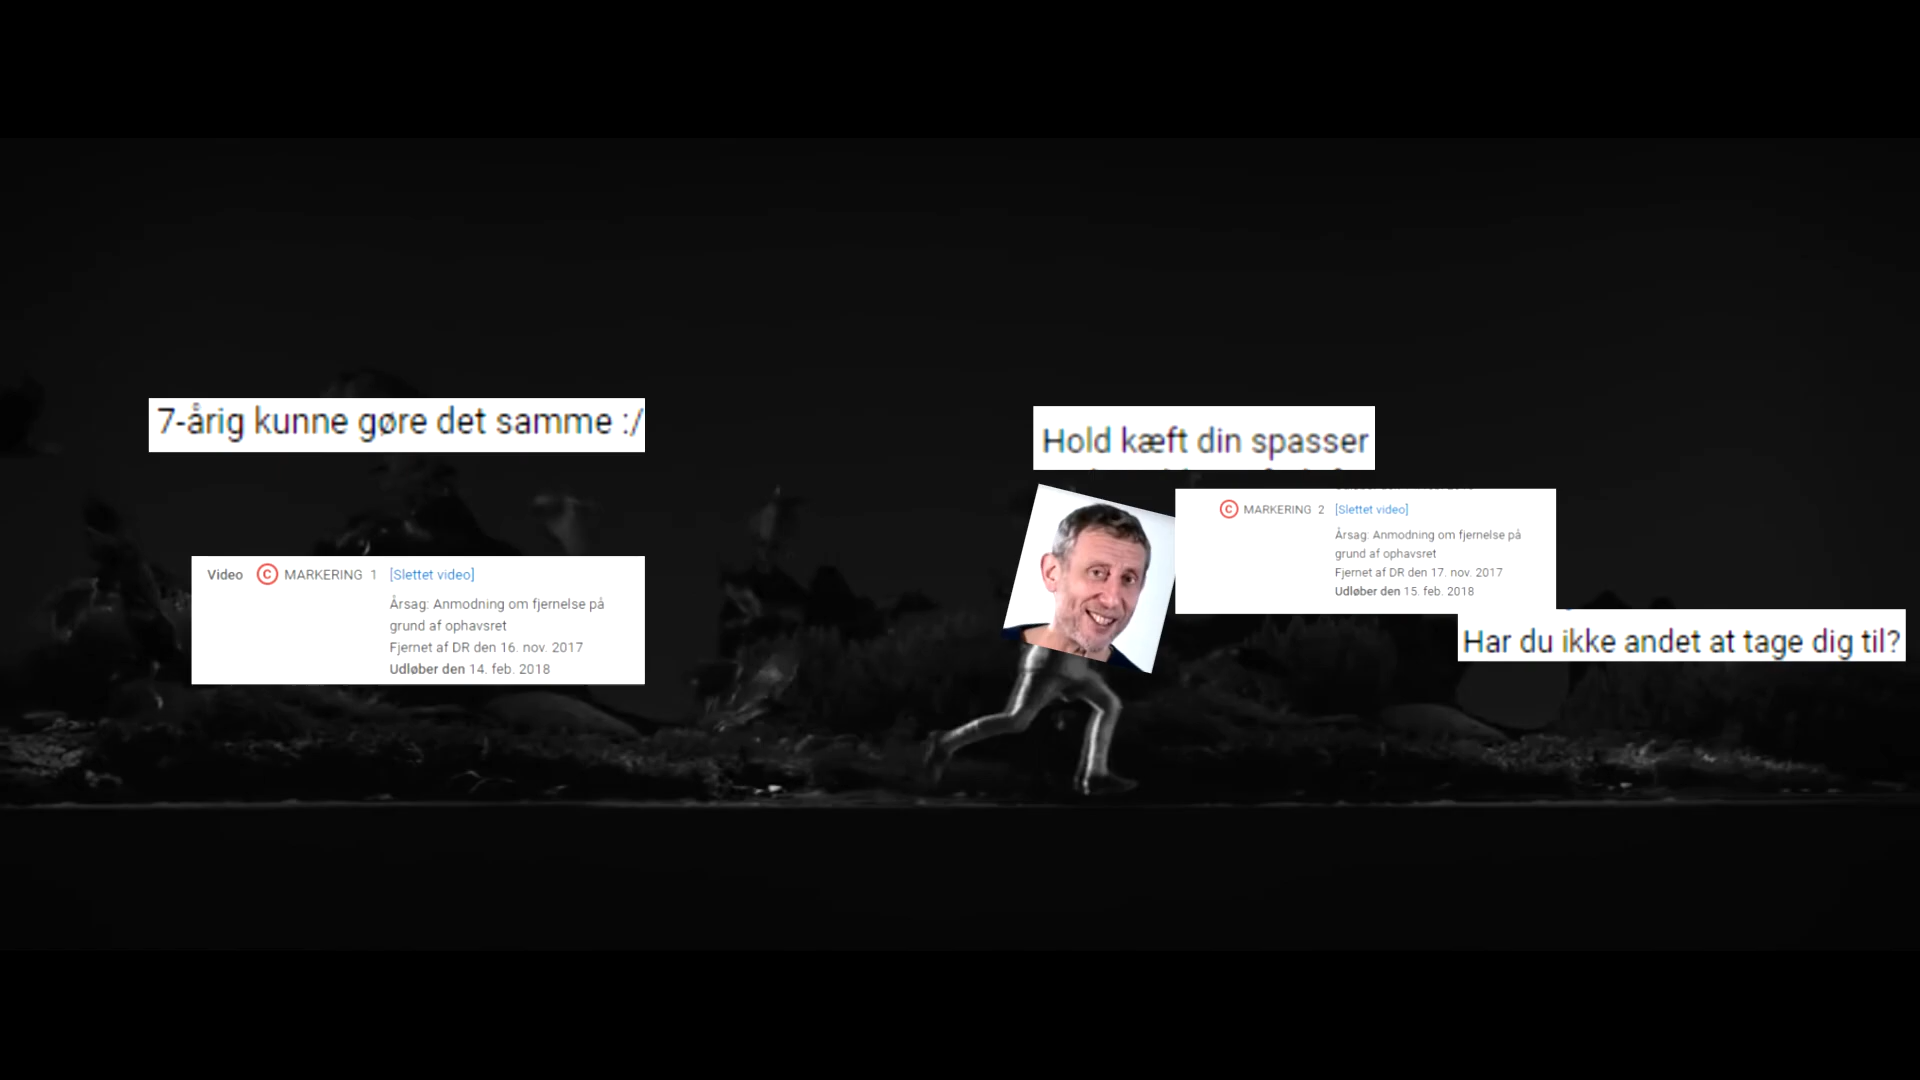 7-årig kunne gøre det samme :/
Video © MARKERING 1 [Slettet video]
Årsag: Anmodning om fjernelse på
grund af ophavsret
Fjernet af DR den 16. nov. 2017
Udløber den 14. feb. 2018
Hold kæft din spasser
© MARKERING 2 [Slettet video]
Årsag: Anmodning om fjernelse på
grund af ophavsret
Fjernet af DR den 17. nov. 2017
Udløber den 15. feb. 2018
Har du ikke andet at tage dig til?